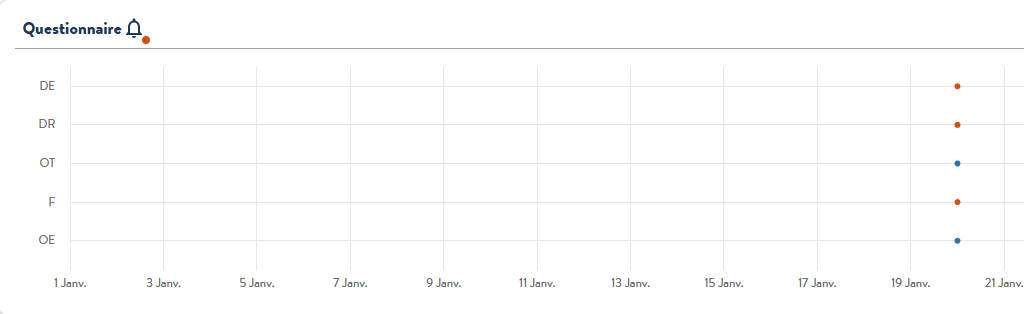 Questionnaire
DE
DR
OT
F
OE
1 Janv. 3 Janv. 5 Janv. 7 Janv. 9 Janv. 11 Janv. 13 Janv. 15 Janv. 17 Janv. 19 Janv. 21 Janv.